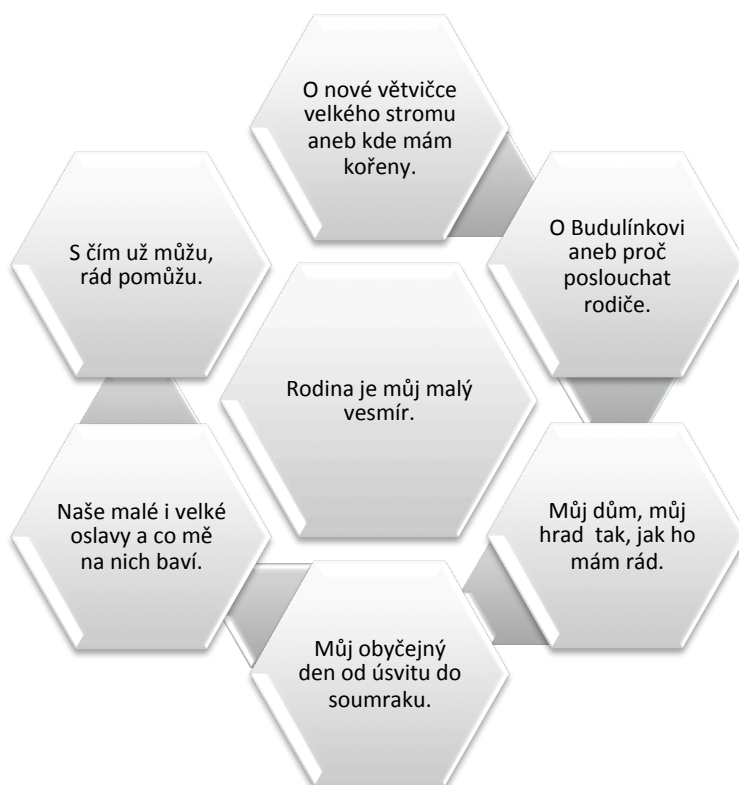 O nové větvičce
velkého stromu
aneb kde mám
kořeny.
O Budulínkovi
aneb proč
poslouchat
rodiče.
Můj dům, můj
hrad  tak, jak ho
mám rád.
Můj obyčejný
den od úsvitu do
soumraku.
Naše malé i velké
oslavy a co mě
na nich baví.
S čím už můžu,
rád pomůžu.
Rodina je můj malý
vesmír.